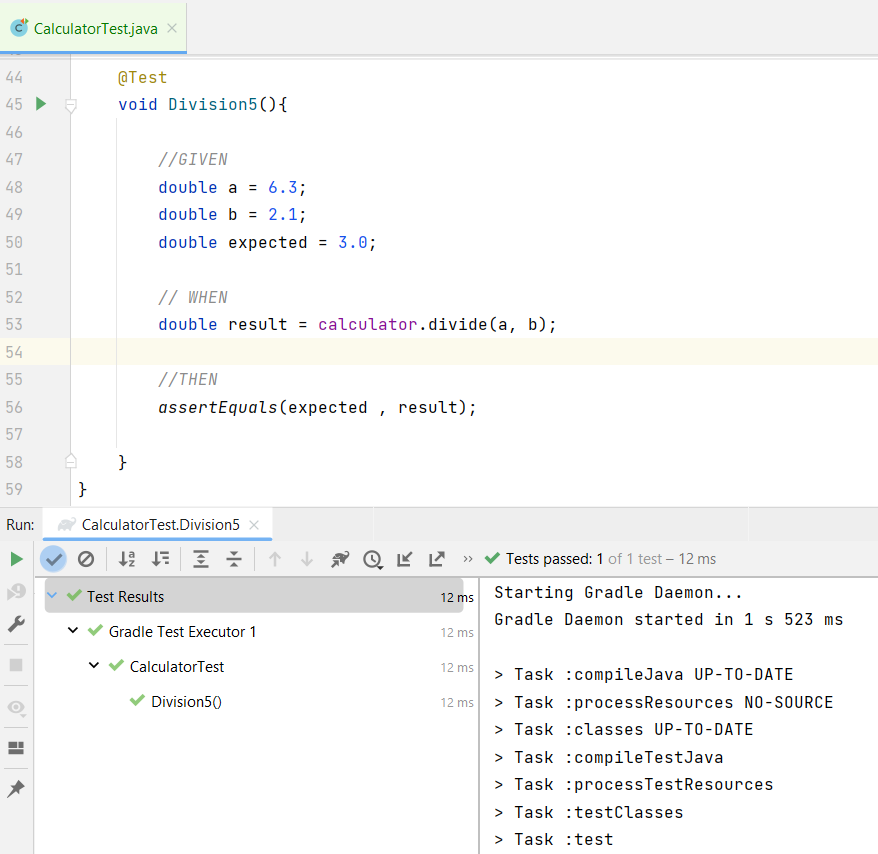 CalculatorTest.java
44 @Test
45 void Division5(){
46
47 //GIVEN
48 double a = 6.3;
49 double b = 2.1;
50 double expected = 3.0;
51
52 // WHEN
53 double result = calculator.divide(a, b);
54
55 //THEN
56 assertEquals(expected , result);
57
58 }
59 }
Run: CalculatorTest.Division5
Tests passed: 1 of 1 test – 12 ms
Test Results 12 ms
Gradle Test Executor 1 12 ms
CalculatorTest 12 ms
Division5() 12 ms
Starting Gradle Daemon...
Gradle Daemon started in 1 s 523 ms
> Task :compileJava UP-TO-DATE
> Task :processResources NO-SOURCE
> Task :classes UP-TO-DATE
> Task :compileTestJava
> Task :processTestResources
> Task :testClasses
> Task :test